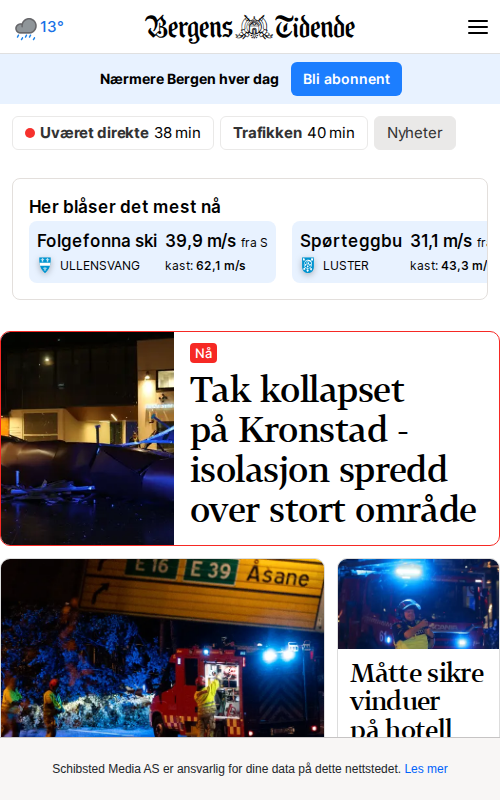 13°
Bergens Tidende
Nærmere Bergen hver dag
Bli abonnent
Uværet direkte 38 min
Trafikken 40 min
Nyheter
Her blåser det mest nå
Folgefonna ski 39,9 m/s fra S
ULLENSVANG kast: 62,1 m/s
Spørteggbu 31,1 m/s
LUSTER kast: 43,3 m/
Nå
Tak kollapset
på Kronstad -
isolasjon spredd
over stort område
E 16 E 39 Åsane
Måtte sikre
vinduer
på hotell
Schibsted Media AS er ansvarlig for dine data på dette nettstedet. Les mer